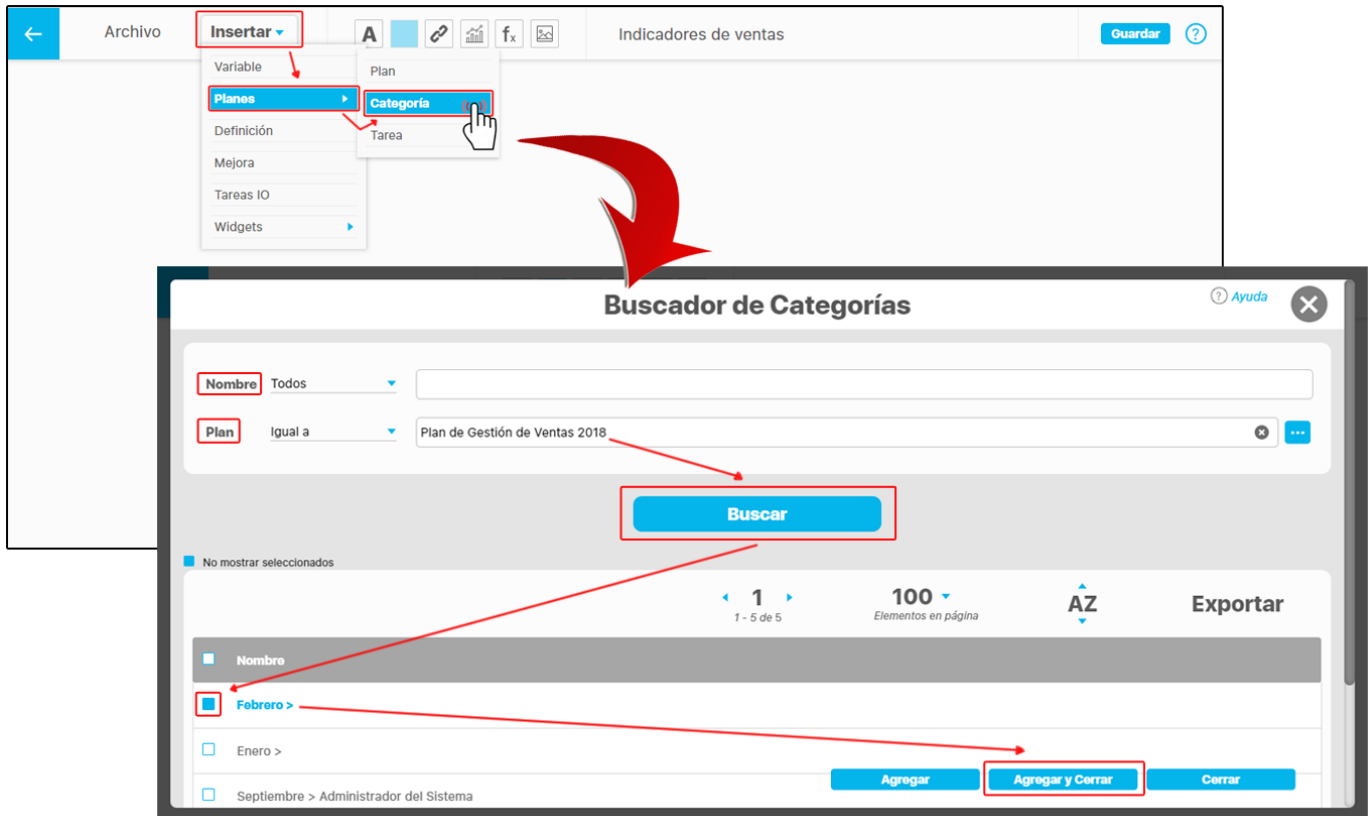 Archivo
Insertar
A
fx
Indicadores de ventas
Guardar
?
Variable
Planes
Definición
Mejora
Tareas IO
Widgets
Plan
Categoría
Tarea
Buscador de Categorías
? Ayuda
Nombre Todos
Plan Igual a Plan de Gestión de Ventas 2018
Buscar
No mostrar seleccionados
1
1 - 5 de 5
100
Elementos en página
AZ
Exportar
Nombre
Febrero >
Enero >
Septiembre > Administrador del Sistema
Agregar
Agregar y Cerrar
Cerrar